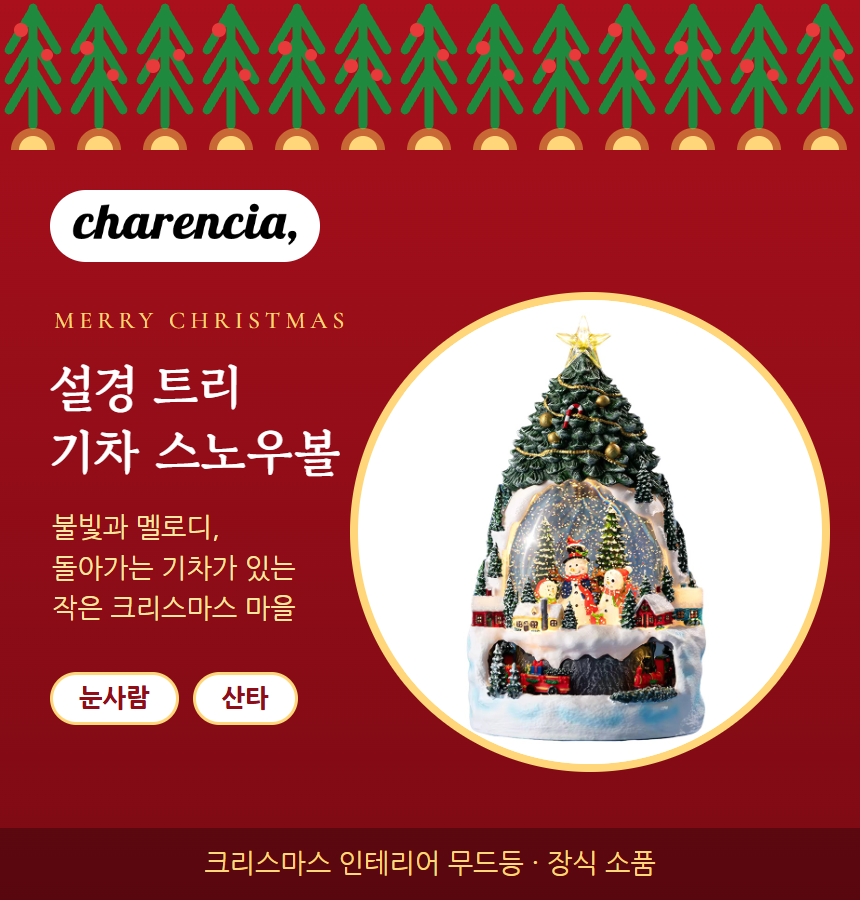 charencia,
MERRY CHRISTMAS
설경 트리
기차 스노우볼
불빛과 멜로디,
돌아가는 기차가 있는
작은 크리스마스 마을
눈사람
산타
크리스마스 인테리어 무드등 · 장식 소품